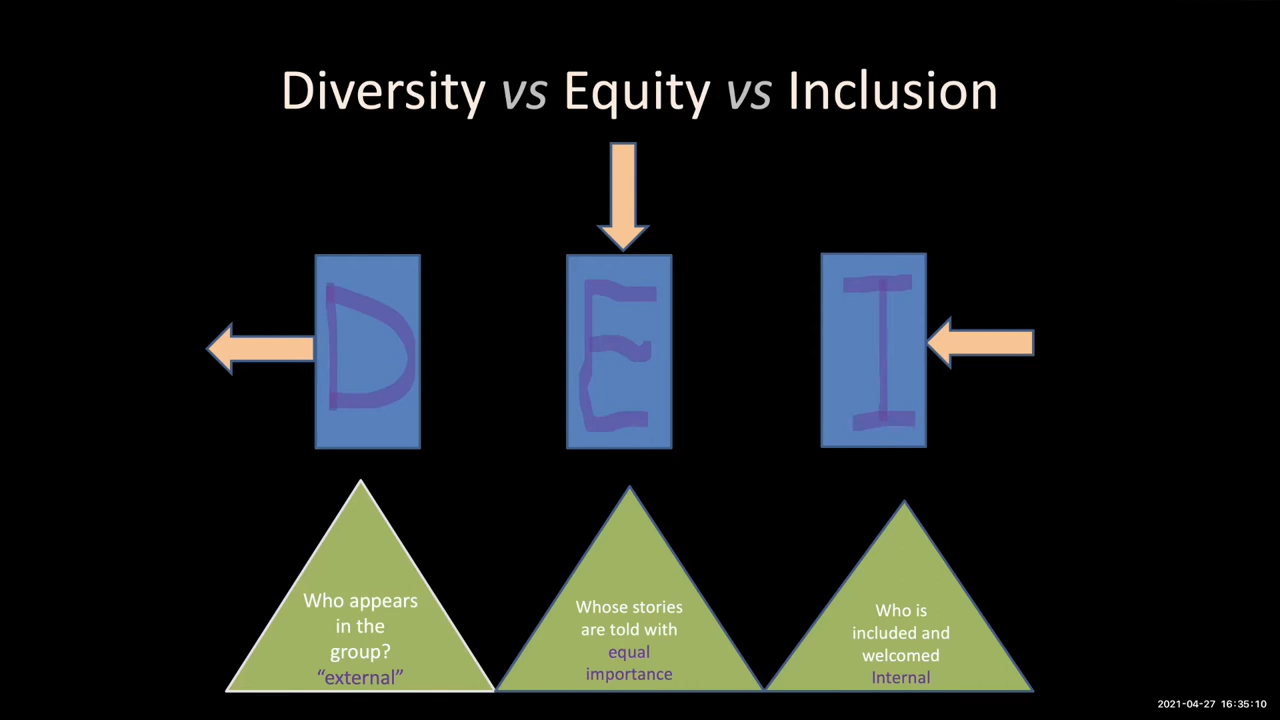 Diversity vs Equity vs Inclusion
D E I
Who appears
in the
group?
“external”
Whose stories
are told with
equal
importance
Who is
included and
welcomed
Internal
2021-04-27 16:35:10